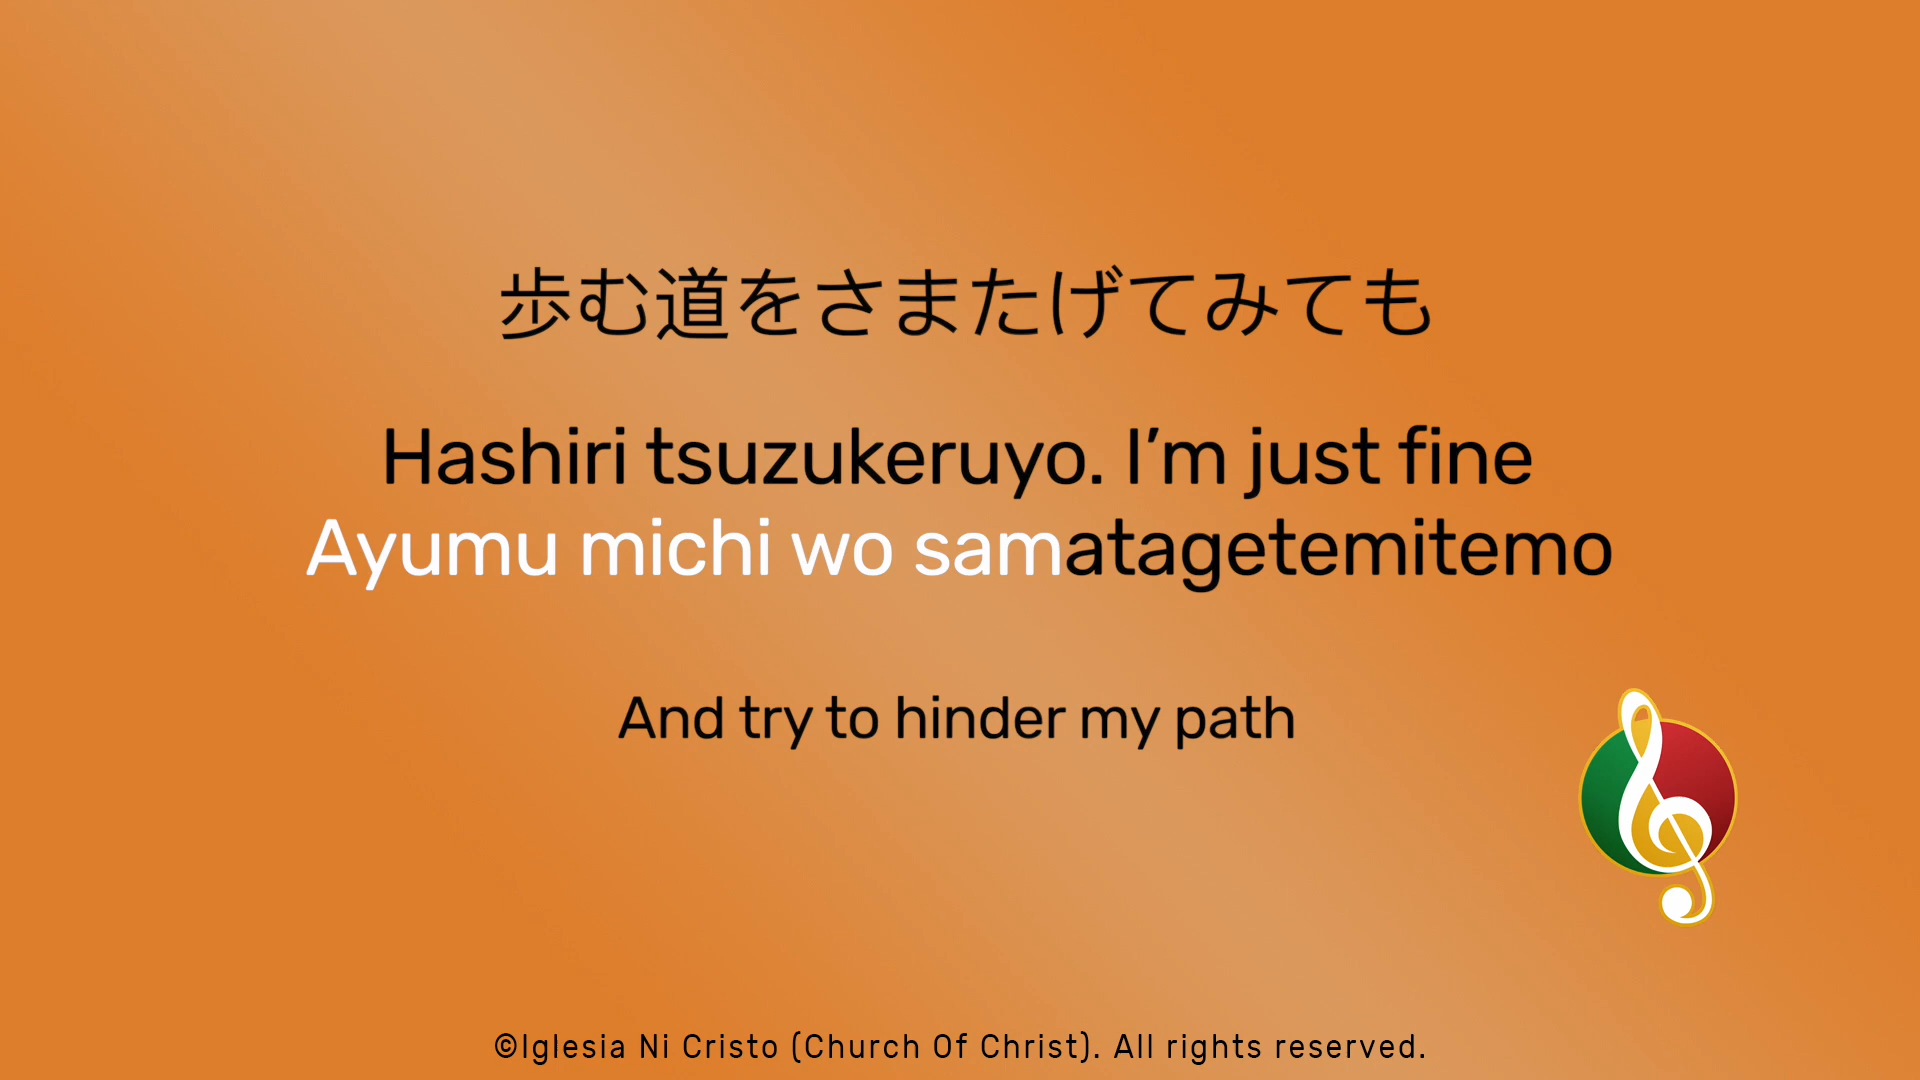 歩む道をさまたげてみても
Hashiri tsuzukeruyo. I’m just fine
Ayumu michi wo samatagetemitemo
And try to hinder my path
©Iglesia Ni Cristo (Church Of Christ). All rights reserved.